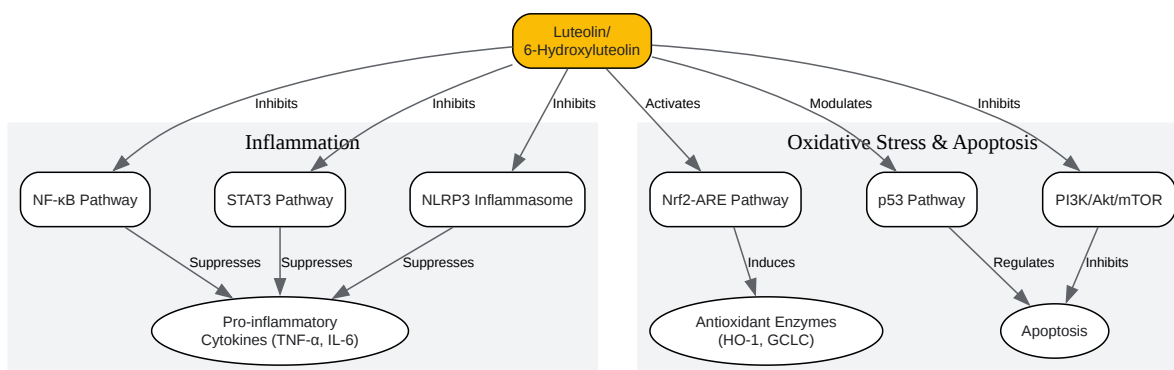 Luteolin/
6-Hydroxyluteolin
Inhibits
Inhibits
Inhibits
Activates
Modulates
Inhibits
Inflammation
Oxidative Stress & Apoptosis
NF-κB Pathway
STAT3 Pathway
NLRP3 Inflammasome
Nrf2-ARE Pathway
p53 Pathway
PI3K/Akt/mTOR
Suppresses
Suppresses
Suppresses
Induces
Regulates
Inhibits
Pro-inflammatory
Cytokines (TNF-α, IL-6)
Antioxidant Enzymes
(HO-1, GCLC)
Apoptosis